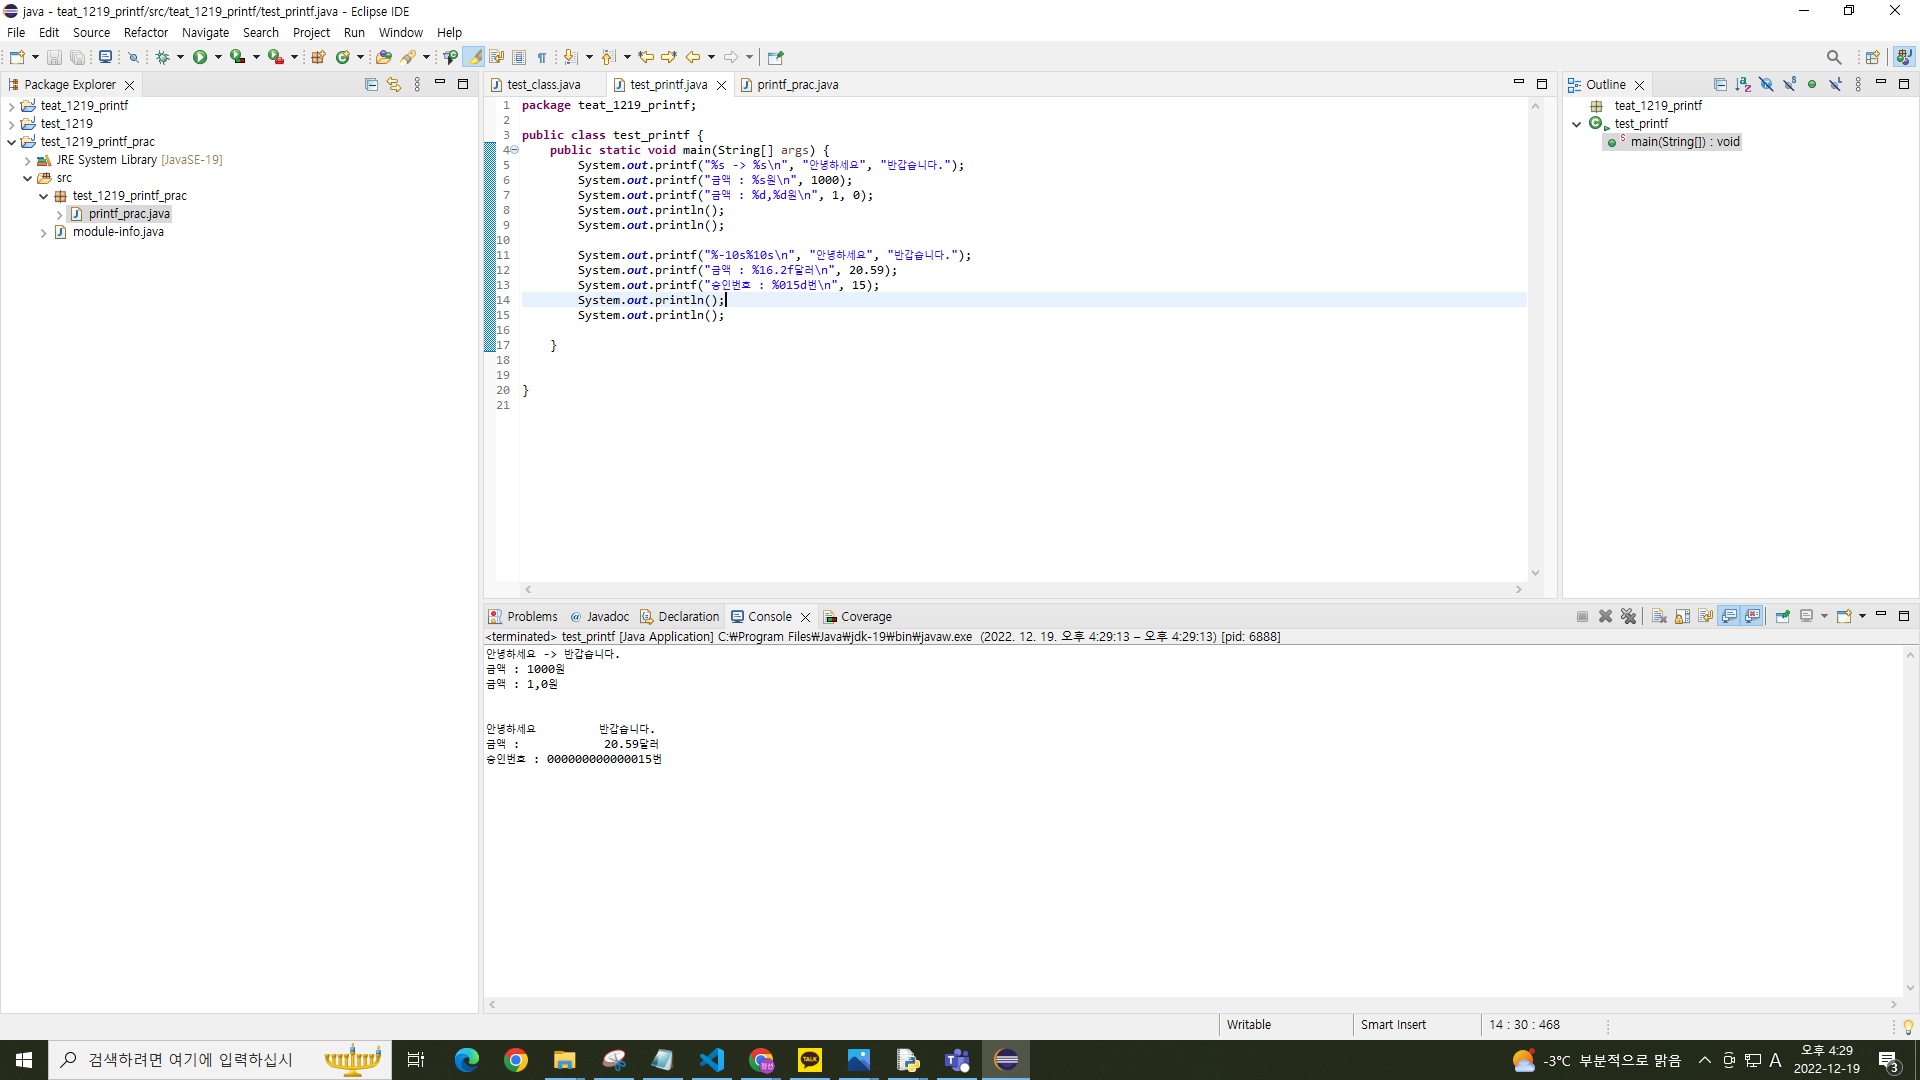 java - teat_1219_printf/src/teat_1219_printf/test_printf.java - Eclipse IDE
File Edit Source Refactor Navigate Search Project Run Window Help
Package Explorer
teat_1219_printf
test_1219
test_1219_printf_prac
JRE System Library [JavaSE-19]
src
test_1219_printf_prac
printf_prac.java
module-info.java
test_class.java test_printf.java printf_prac.java
1 package teat_1219_printf;
2
3 public class test_printf {
4 public static void main(String[] args) {
5 System.out.printf("%s -> %s\n", "안녕하세요", "반갑습니다.");
6 System.out.printf("금액 : %s원\n", 1000);
7 System.out.printf("금액 : %d,%d원\n", 1, 0);
8 System.out.println();
9 System.out.println();
10
11 System.out.printf("%-10s%10s\n", "안녕하세요", "반갑습니다.");
12 System.out.printf("금액 : %16.2f달러\n", 20.59);
13 System.out.printf("승인번호 : %015d번\n", 15);
14 System.out.println();
15 System.out.println();
16
17 }
18
19
20 }
21
Outline
teat_1219_printf
test_printf
main(String[]) : void
Problems Javadoc Declaration Console Coverage
<terminated> test_printf [Java Application] C:₩Program Files₩Java₩jdk-19₩bin₩javaw.exe (2022. 12. 19. 오후 4:29:13 – 오후 4:29:13) [pid: 6888]
안녕하세요 -> 반갑습니다.
금액 : 1000원
금액 : 1,0원
안녕하세요 반갑습니다.
금액 : 20.59달러
승인번호 : 000000000000015번
Writable Smart Insert 14 : 30 : 468
검색하려면 여기에 입력하십시
TALK
-3°C 부분적으로 맑음 A 오후 4:29
2022-12-19
3